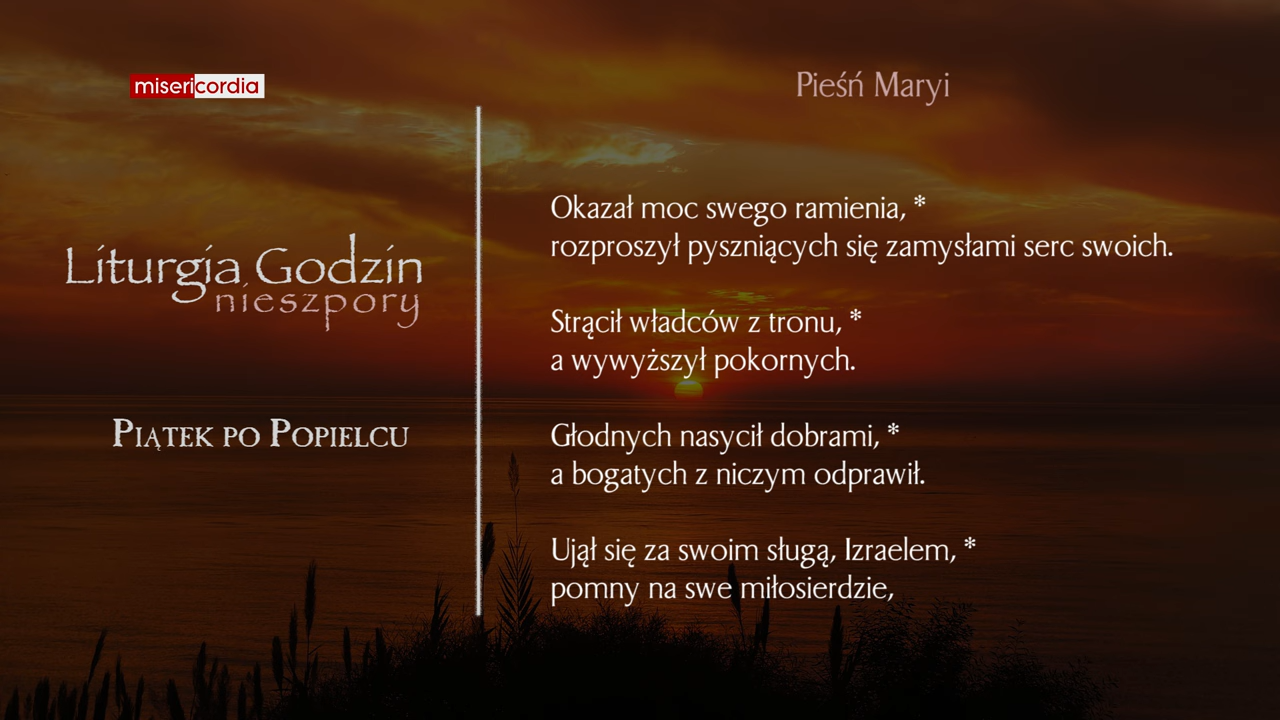 misericordia
Liturgia Godzin
nieszpory
Piątek po Popielcu
Pieśń Maryi
Okazał moc swego ramienia, *
rozproszył pyszniących się zamysłami serc swoich.
Strącił władców z tronu, *
a wywyższył pokornych.
Głodnych nasycił dobrami, *
a bogatych z niczym odprawił.
Ujął się za swoim sługą, Izraelem, *
pomny na swe miłosierdzie,